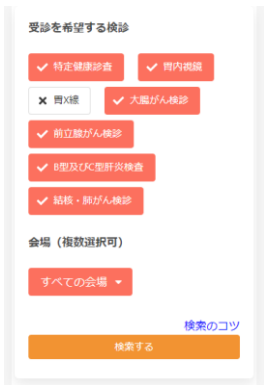 受診を希望する検診
✔ 特定健康診査 ✔ 胃内視鏡
✖ 胃X線 ✔ 大腸がん検診
✔ 前立腺がん検診
✔ B型及びC型肝炎検査
✔ 結核・肺がん検診
会場（複数選択可）
すべての会場
検索のコツ
検索する